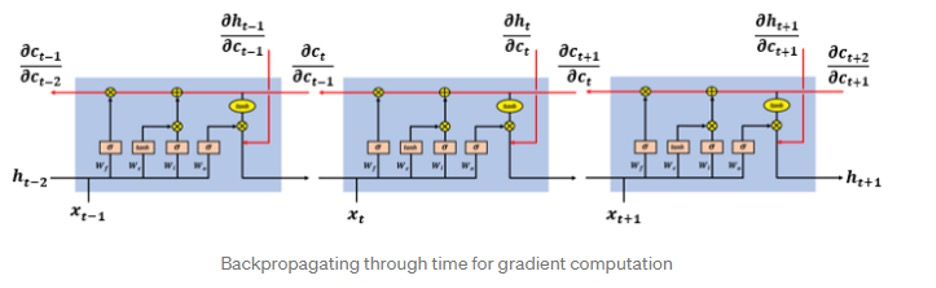 ∂h_{t-1}/∂c_{t-1} ∂h_t/∂c_t ∂h_{t+1}/∂c_{t+1}
∂c_{t-1}/∂c_{t-2} ∂c_t/∂c_{t-1} ∂c_{t+1}/∂c_t ∂c_{t+2}/∂c_{t+1}
tanh tanh tanh
σ tanh σ σ σ tanh σ σ σ tanh σ σ
W_f W_c W_i W_o W_f W_c W_i W_o W_f W_c W_i W_o
h_{t-2} h_{t+1}
x_{t-1} x_t x_{t+1}
Backpropagating through time for gradient computation